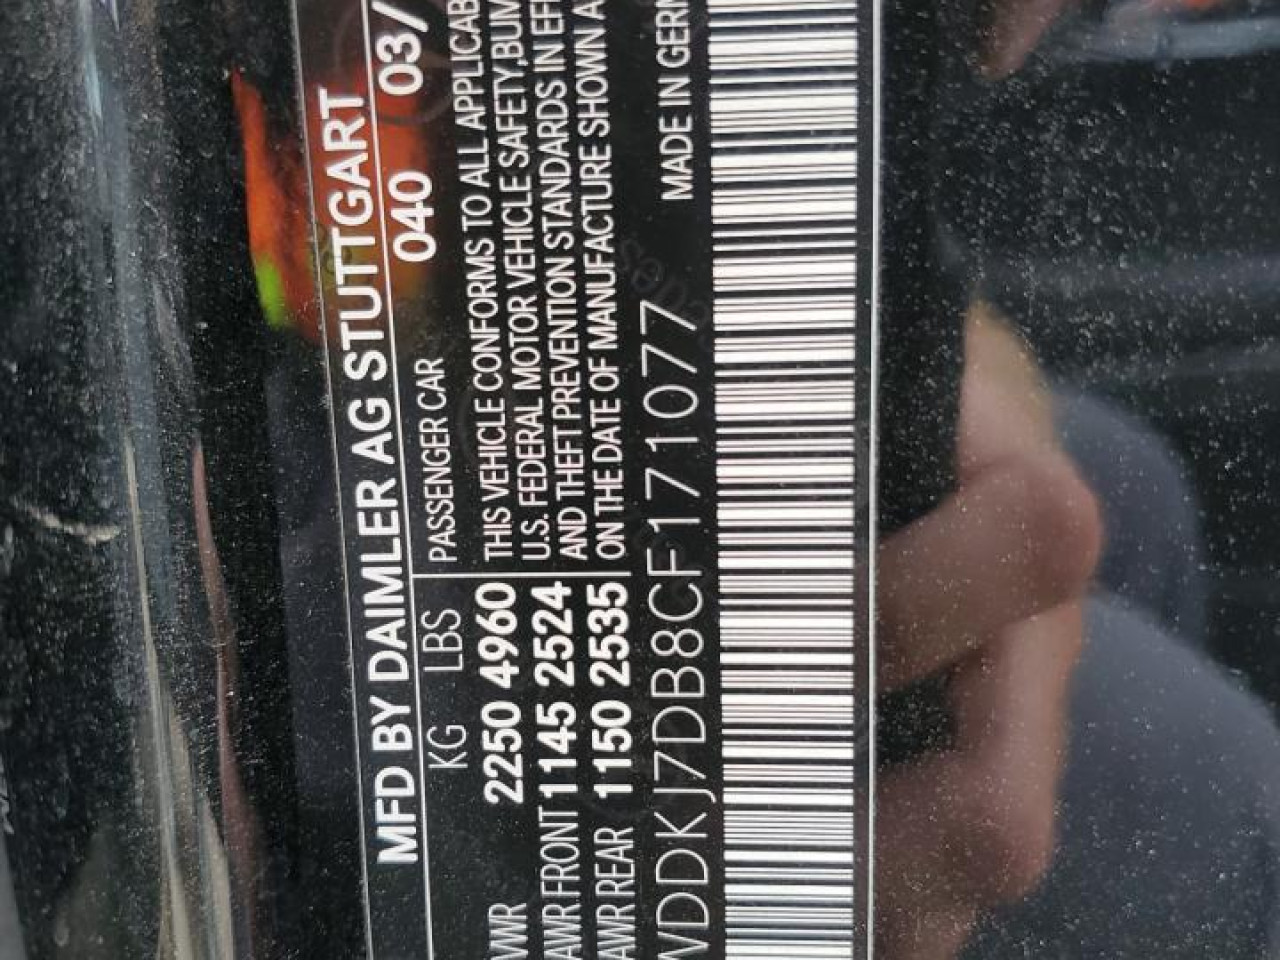 MFD BY DAIMLER AG STUTTGART
KG LBS PASSENGER CAR 040 03/
VWR 2250 4960 THIS VEHICLE CONFORMS TO ALL APPLICAB
AWR FRONT 1145 2524 U.S. FEDERAL MOTOR VEHICLE SAFETY,BUM
AWR REAR 1150 2535 AND THEFT PREVENTION STANDARDS IN EF
ON THE DATE OF MANUFACTURE SHOWN A
WDDKJ7DB8CF171077 MADE IN GERM